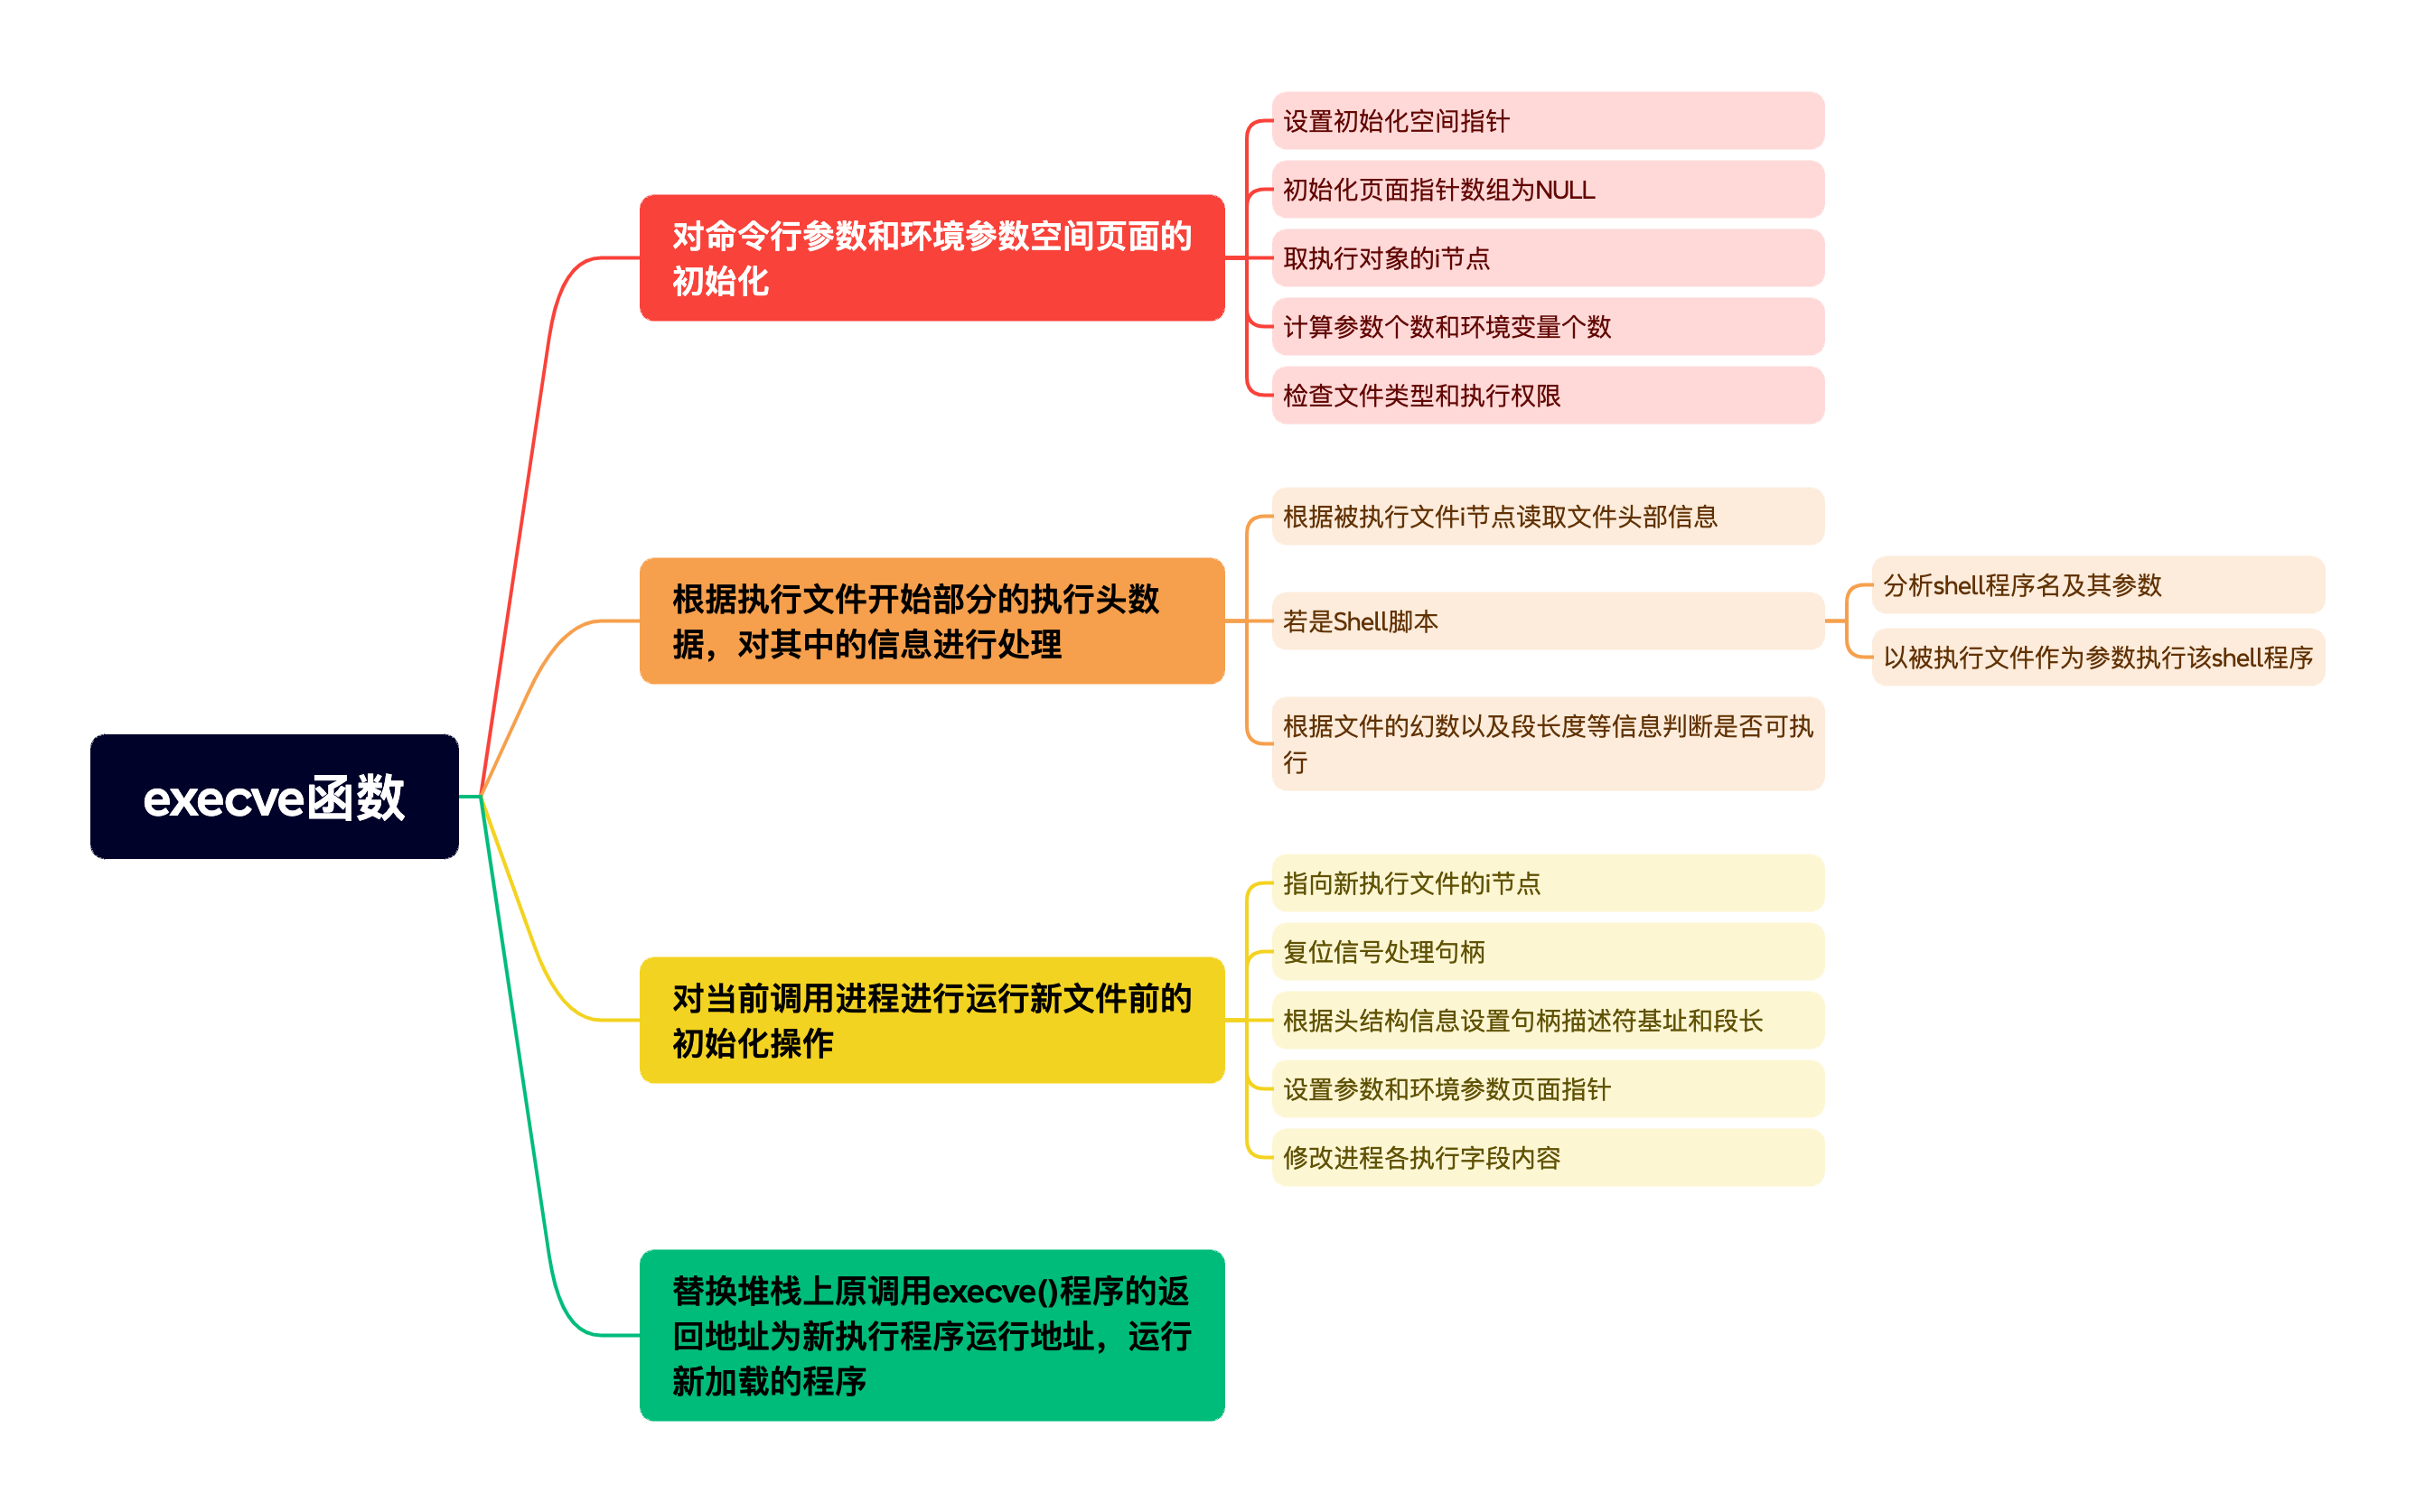 execve函数
对命令行参数和环境参数空间页面的
初始化
设置初始化空间指针
初始化页面指针数组为NULL
取执行对象的i节点
计算参数个数和环境变量个数
检查文件类型和执行权限
根据执行文件开始部分的执行头数
据，对其中的信息进行处理
根据被执行文件i节点读取文件头部信息
若是Shell脚本
分析shell程序名及其参数
以被执行文件作为参数执行该shell程序
根据文件的幻数以及段长度等信息判断是否可执
行
对当前调用进程进行运行新文件前的
初始化操作
指向新执行文件的i节点
复位信号处理句柄
根据头结构信息设置句柄描述符基址和段长
设置参数和环境参数页面指针
修改进程各执行字段内容
替换堆栈上原调用execve()程序的返
回地址为新执行程序运行地址，运行
新加载的程序